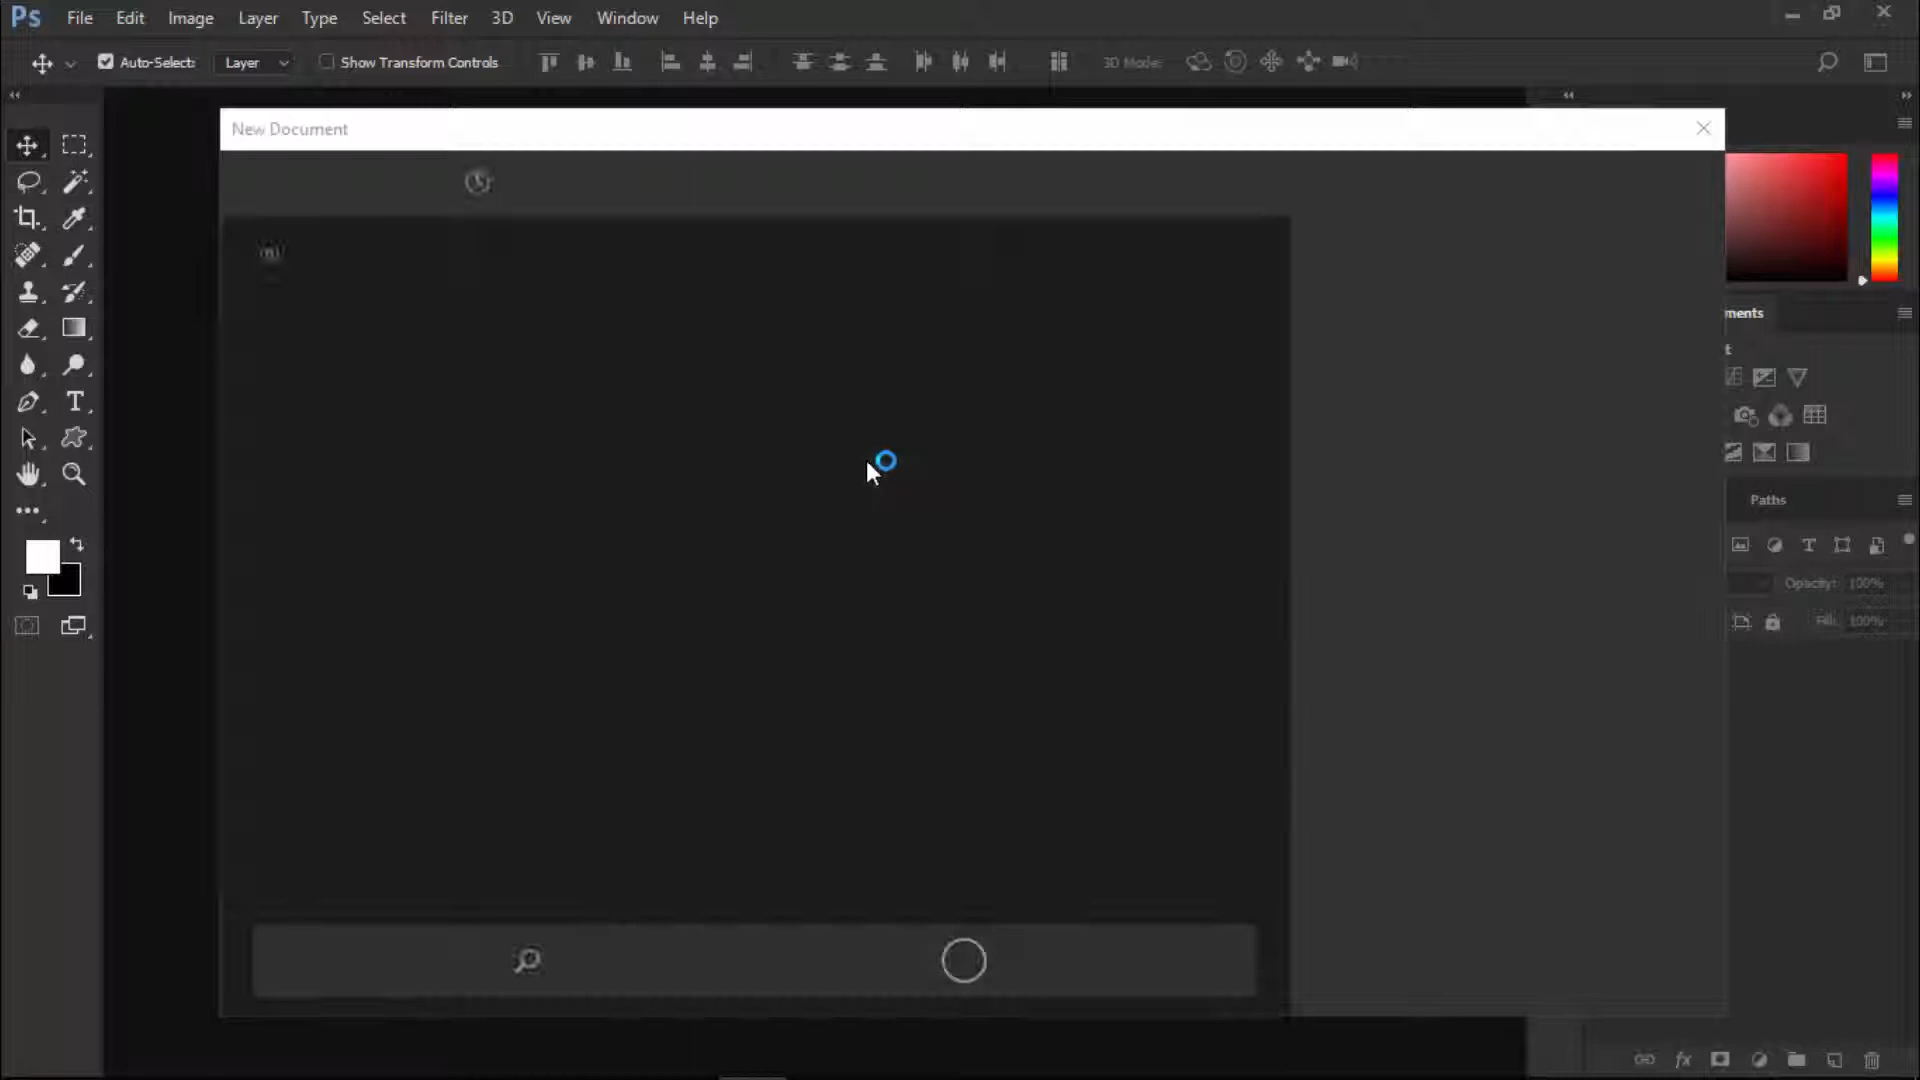 Ps File Edit Image Layer Type Select Filter 3D View Window Help
Auto-Select: Layer Show Transform Controls 3D Mode:
New Document
ments
t
Paths
T
Opacity: 100%
Fill: 100%
T
fx